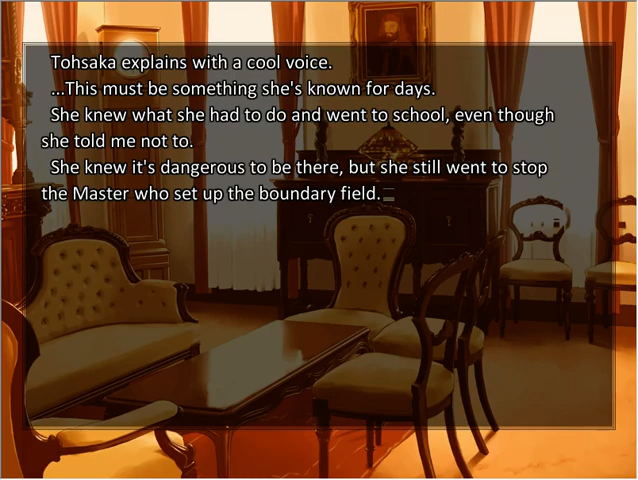 Tohsaka explains with a cool voice.
...This must be something she's known for days.
She knew what she had to do and went to school, even though
she told me not to.
She knew it's dangerous to be there, but she still went to stop
the Master who set up the boundary field.